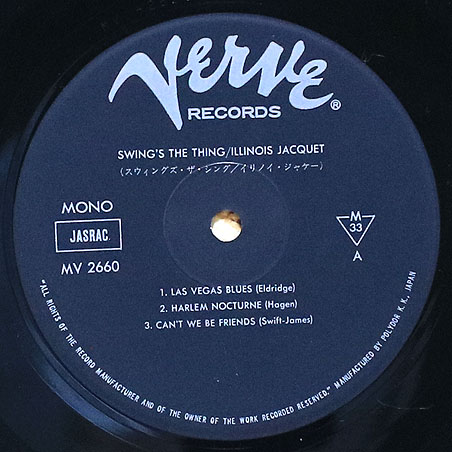 Verve
RECORDS ®
SWING'S THE THING/ILLINOIS JACQUET
(スウィングズ・ザ・シング/イリノイ・ジャケー)
MONO
JASRAC
MV 2660
M
33
A
1. LAS VEGAS BLUES (Eldridge)
2. HARLEM NOCTURNE (Hagen)
3. CAN'T WE BE FRIENDS (Swift-James)
"ALL RIGHTS OF THE RECORD MANUFACTURER AND OF THE OWNER OF THE WORK RECORDED RESERVED." MANUFACTURED BY POLYDOR K.K., JAPAN